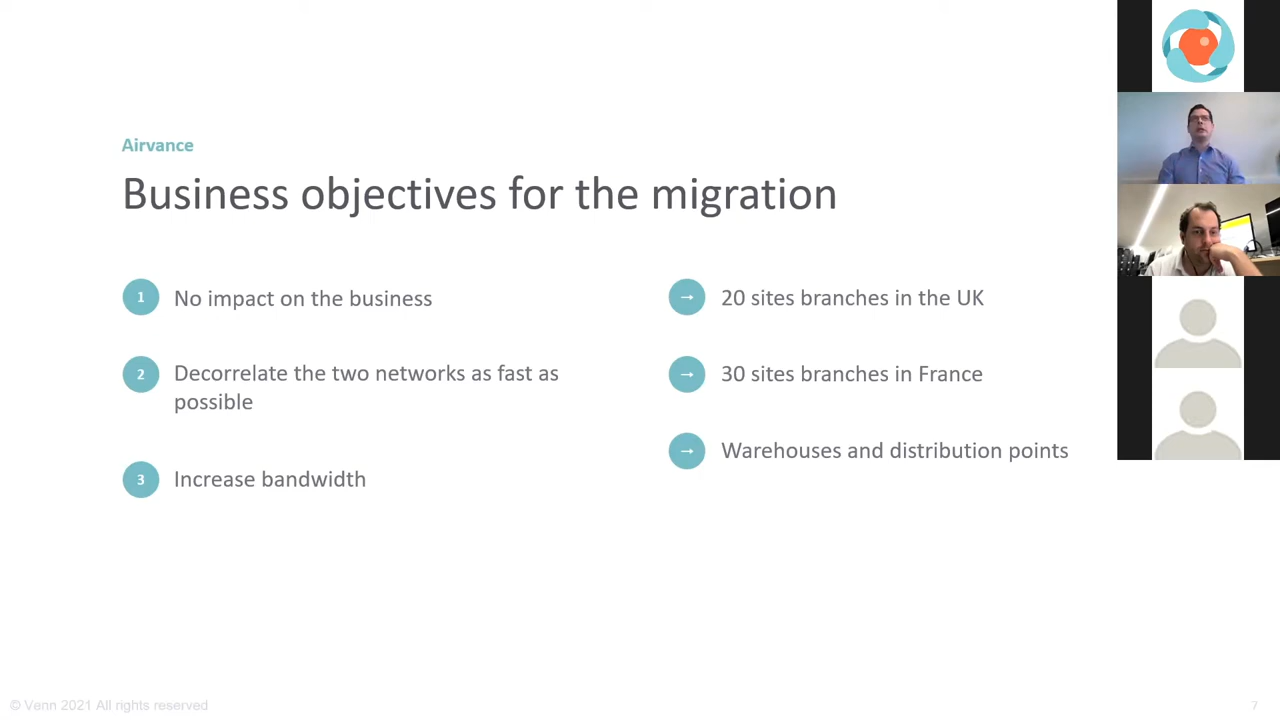 Airvance
Business objectives for the migration
1 No impact on the business
2 Decorrelate the two networks as fast as
possible
3 Increase bandwidth
→ 20 sites branches in the UK
→ 30 sites branches in France
→ Warehouses and distribution points
© Venn 2021 All rights reserved
7